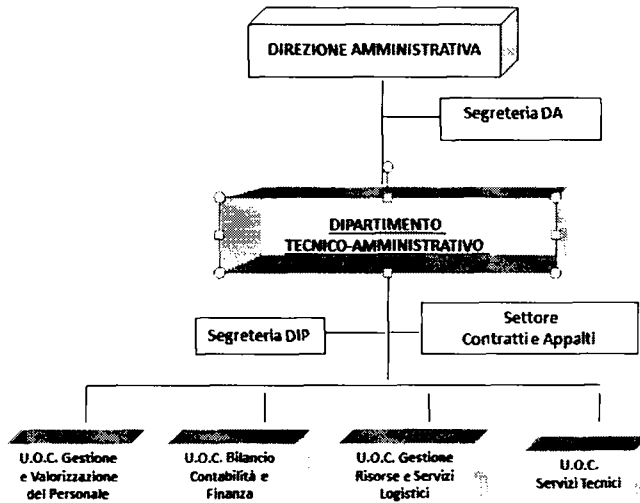 DIREZIONE AMMINISTRATIVA
Segreteria DA
DIPARTIMENTO
TECNICO-AMMINISTRATIVO
Segreteria DIP
Settore
Contratti e Appalti
U.O.C. Gestione
e Valorizzazione
del Personale
U.O.C. Bilancio
Contabilità e
Finanza
U.O.C. Gestione
Risorse e Servizi
Logistici
U.O.C.
Servizi Tecnici